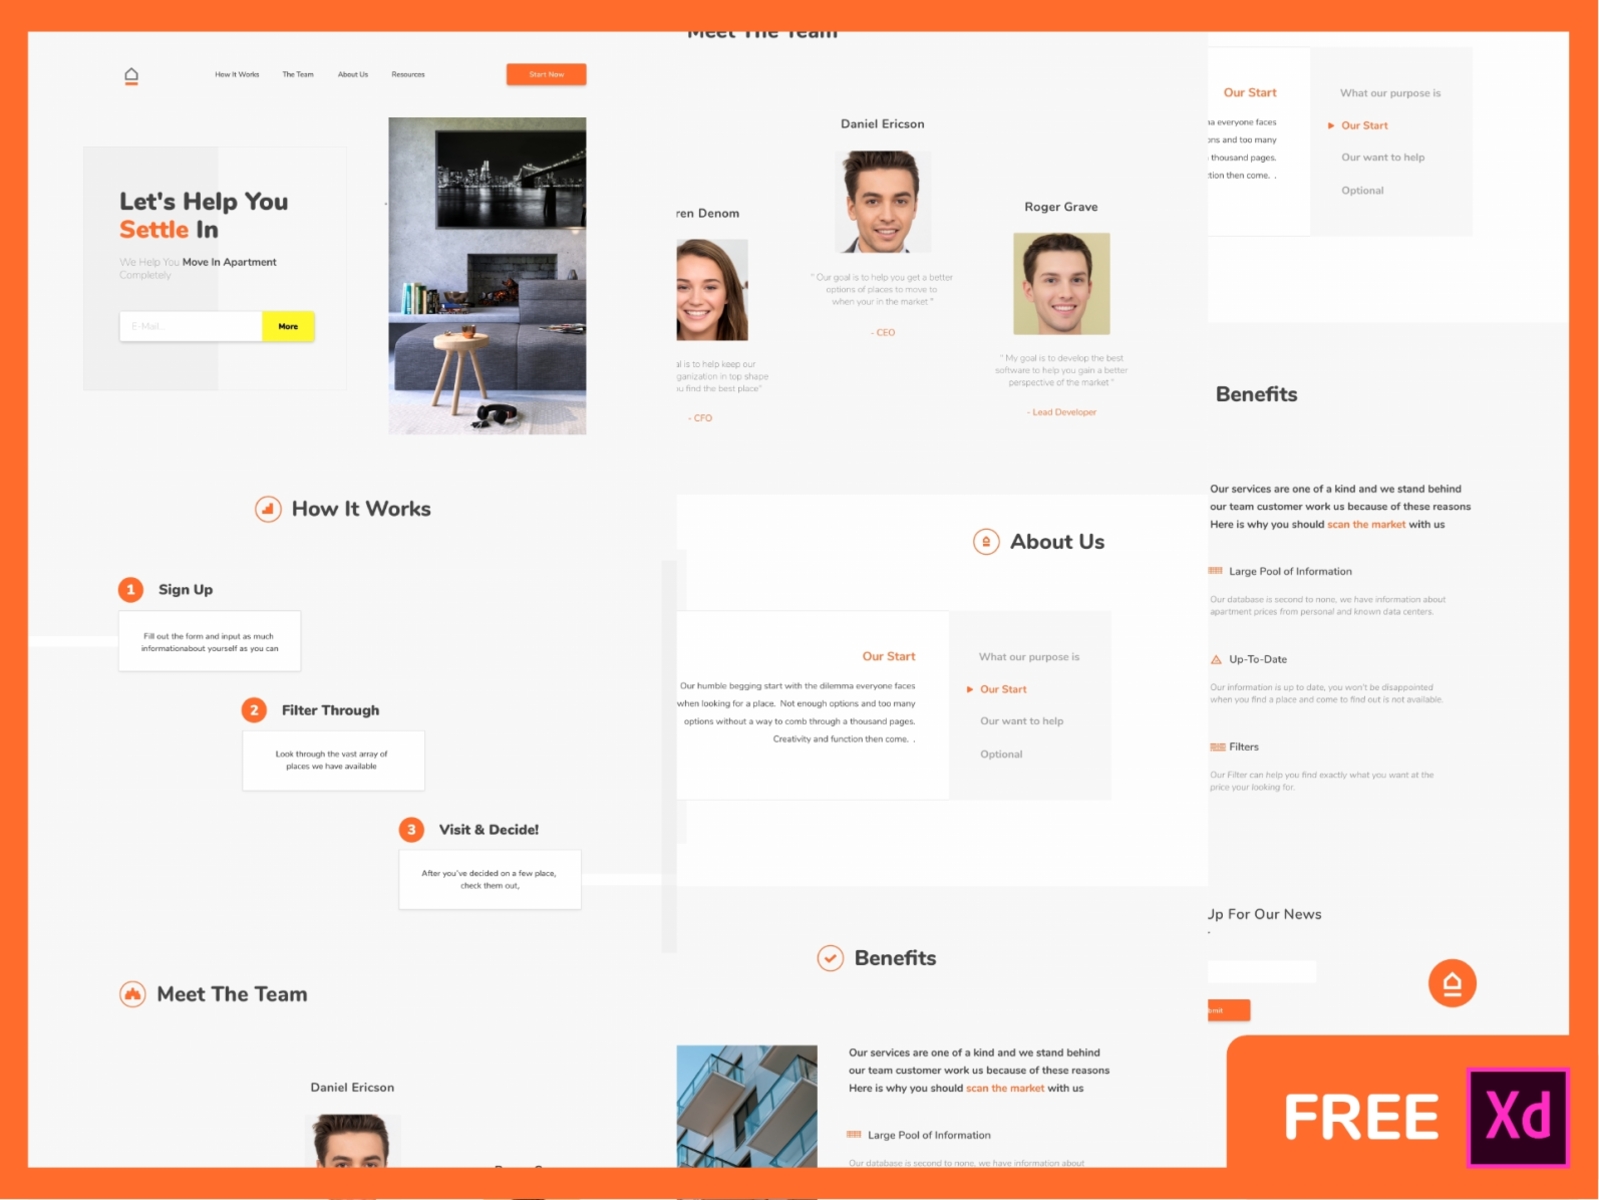 How It Works
The Team
About Us
Resources
Start Now
Let's Help You
Settle In
We Help You Move In Apartment
Completely
E-Mail...
More
How It Works
1 Sign Up
Fill out the form and input as much
informationabout yourself as you can
2 Filter Through
Look through the vast array of
places we have available
3 Visit & Decide!
After you've decided on a few place,
check them out,
Meet The Team
Daniel Ericson
Meet The Team
Daniel Ericson
" Our goal is to help you get a better
options of places to move to
when your in the market "
- CEO
ren Denom
al is to help keep our
ganization in top shape
u find the best place"
- CFO
Roger Grave
" My goal is to develop the best
software to help you gain a better
perspective of the market "
- Lead Developer
About Us
Our Start
Our humble begging start with the dilemma everyone faces
when looking for a place. Not enough options and too many
options without a way to comb through a thousand pages.
Creativity and function then come. .
What our purpose is
Our Start
Our want to help
Optional
Benefits
Our services are one of a kind and we stand behind
our team customer work us because of these reasons
Here is why you should scan the market with us
Large Pool of Information
Our database is second to none, we have information about
Our Start
a everyone faces
ons and too many
thousand pages.
tion then come. .
What our purpose is
Our Start
Our want to help
Optional
Benefits
Our services are one of a kind and we stand behind
our team customer work us because of these reasons
Here is why you should scan the market with us
Large Pool of Information
Our database is second to none, we have information about
apartment prices from personal and known data centers.
Up-To-Date
Our information is up to date, you won't be disappointed
when you find a place and come to find out is not available.
Filters
Our Filter can help you find exactly what you want at the
price your looking for.
Up For Our News
bmit
FREE
Xd